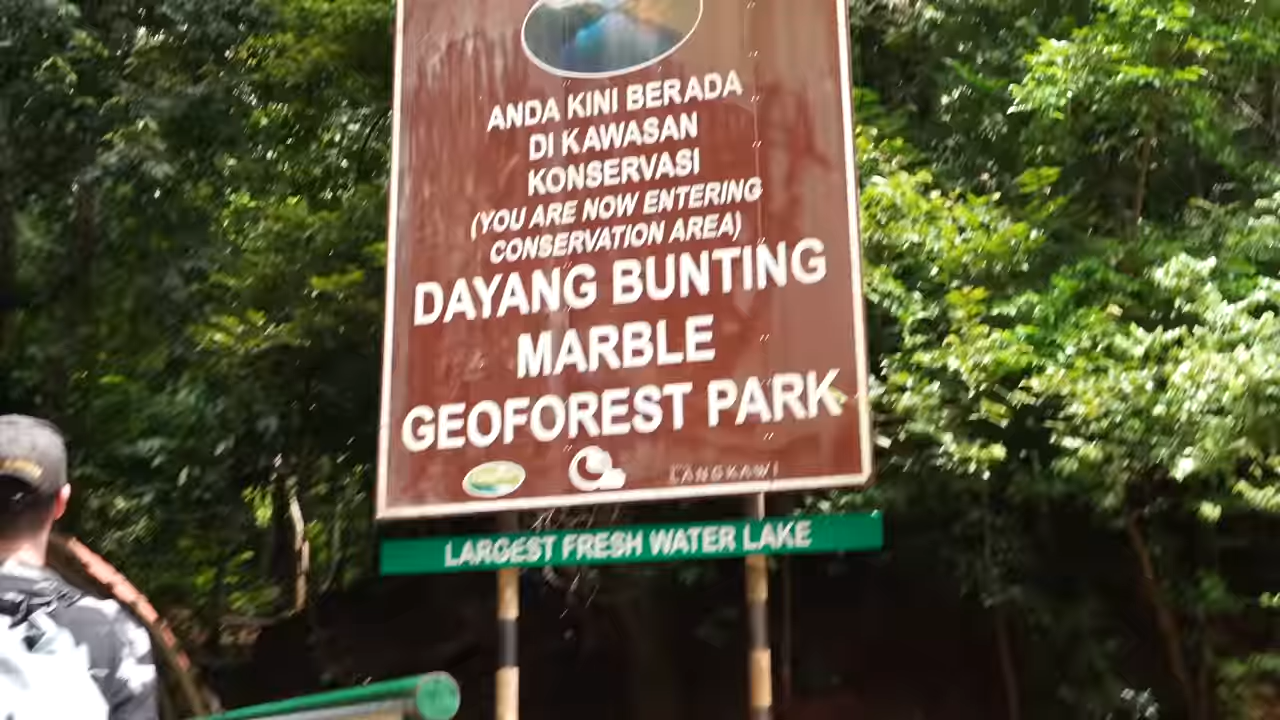 ANDA KINI BERADA
DI KAWASAN
KONSERVASI
(YOU ARE NOW ENTERING
CONSERVATION AREA)
DAYANG BUNTING
MARBLE
GEOFOREST PARK
LANGKAWI
LARGEST FRESH WATER LAKE